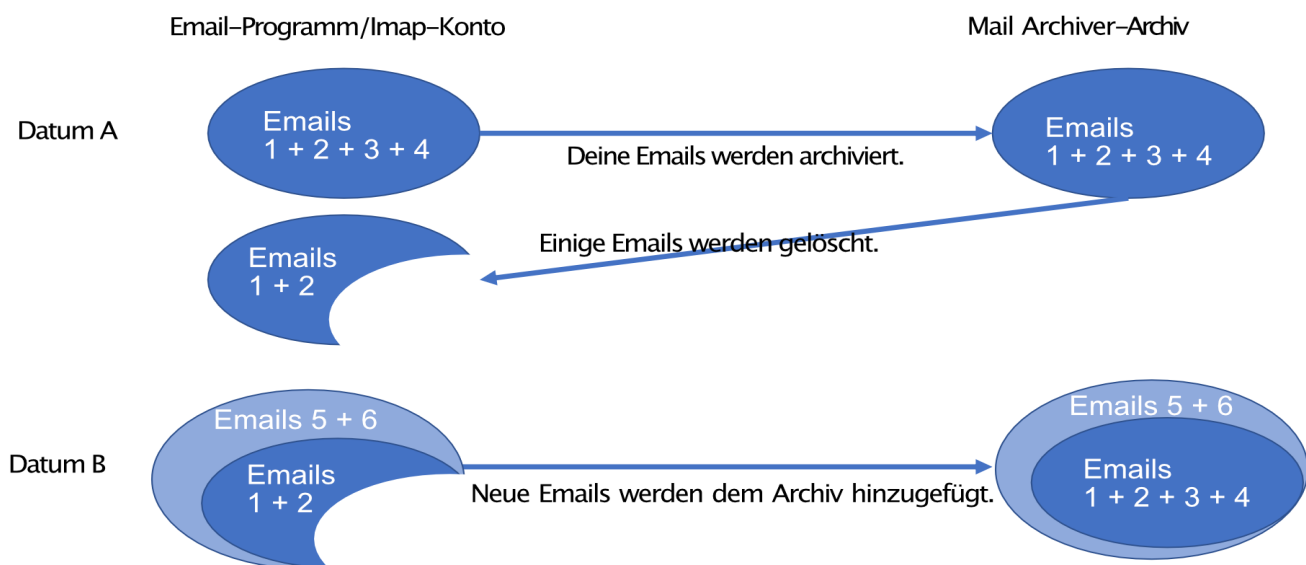 Email-Programm/Imap-Konto
Mail Archiver-Archiv
Datum A
Emails
1 + 2 + 3 + 4
Deine Emails werden archiviert.
Emails
1 + 2 + 3 + 4
Einige Emails werden gelöscht.
Emails
1 + 2
Datum B
Emails 5 + 6
Emails
1 + 2
Neue Emails werden dem Archiv hinzugefügt.
Emails 5 + 6
Emails
1 + 2 + 3 + 4